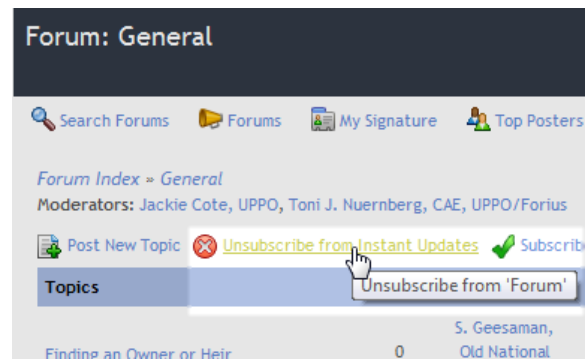 Forum: General
Search Forums Forums My Signature Top Posters
Forum Index » General
Moderators: Jackie Cote, UPPO, Toni J. Nuernberg, CAE, UPPO/Forius
Post New Topic Unsubscribe from Instant Updates Subscribe
Topics Unsubscribe from 'Forum'
S. Geesaman,
Finding an Owner or Heir 0 Old National